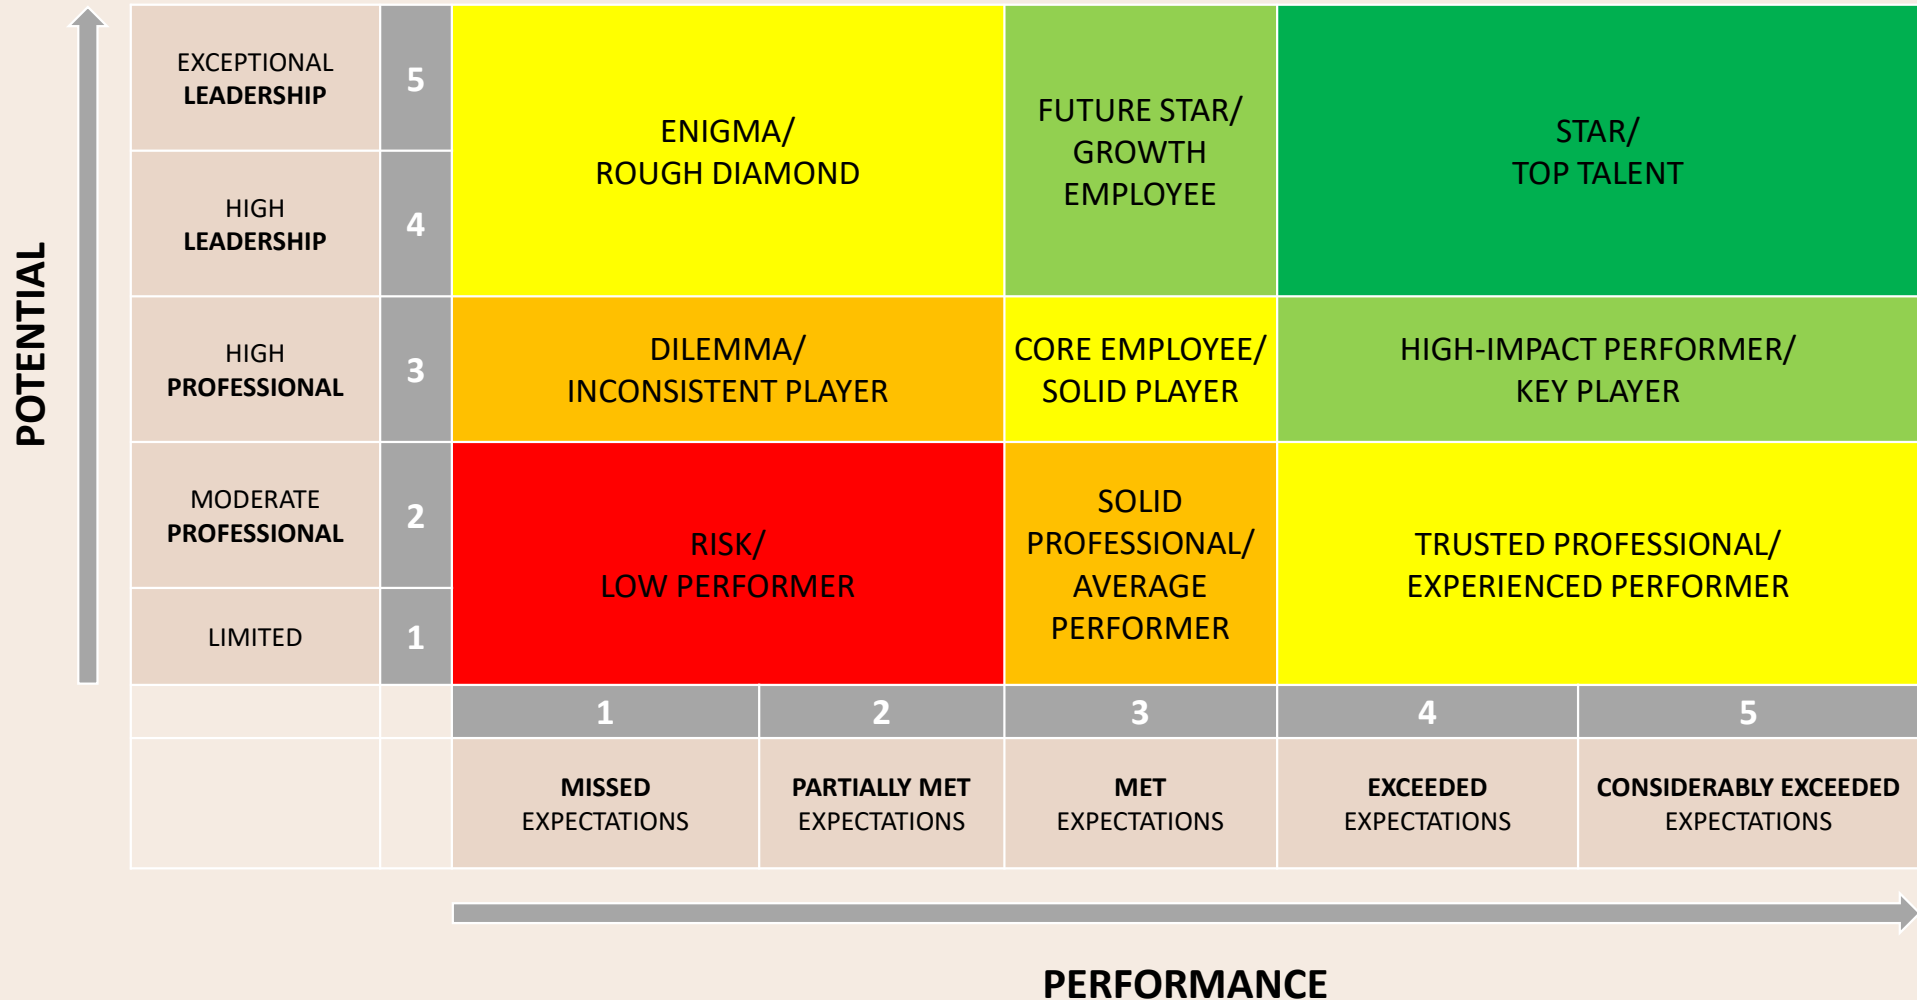 POTENTIAL
EXCEPTIONAL
LEADERSHIP
5
HIGH
LEADERSHIP
4
ENIGMA/
ROUGH DIAMOND
FUTURE STAR/
GROWTH
EMPLOYEE
STAR/
TOP TALENT
HIGH
PROFESSIONAL
3
DILEMMA/
INCONSISTENT PLAYER
CORE EMPLOYEE/
SOLID PLAYER
HIGH-IMPACT PERFORMER/
KEY PLAYER
MODERATE
PROFESSIONAL
2
LIMITED
1
RISK/
LOW PERFORMER
SOLID
PROFESSIONAL/
AVERAGE
PERFORMER
TRUSTED PROFESSIONAL/
EXPERIENCED PERFORMER
1
2
3
4
5
MISSED
EXPECTATIONS
PARTIALLY MET
EXPECTATIONS
MET
EXPECTATIONS
EXCEEDED
EXPECTATIONS
CONSIDERABLY EXCEEDED
EXPECTATIONS
PERFORMANCE